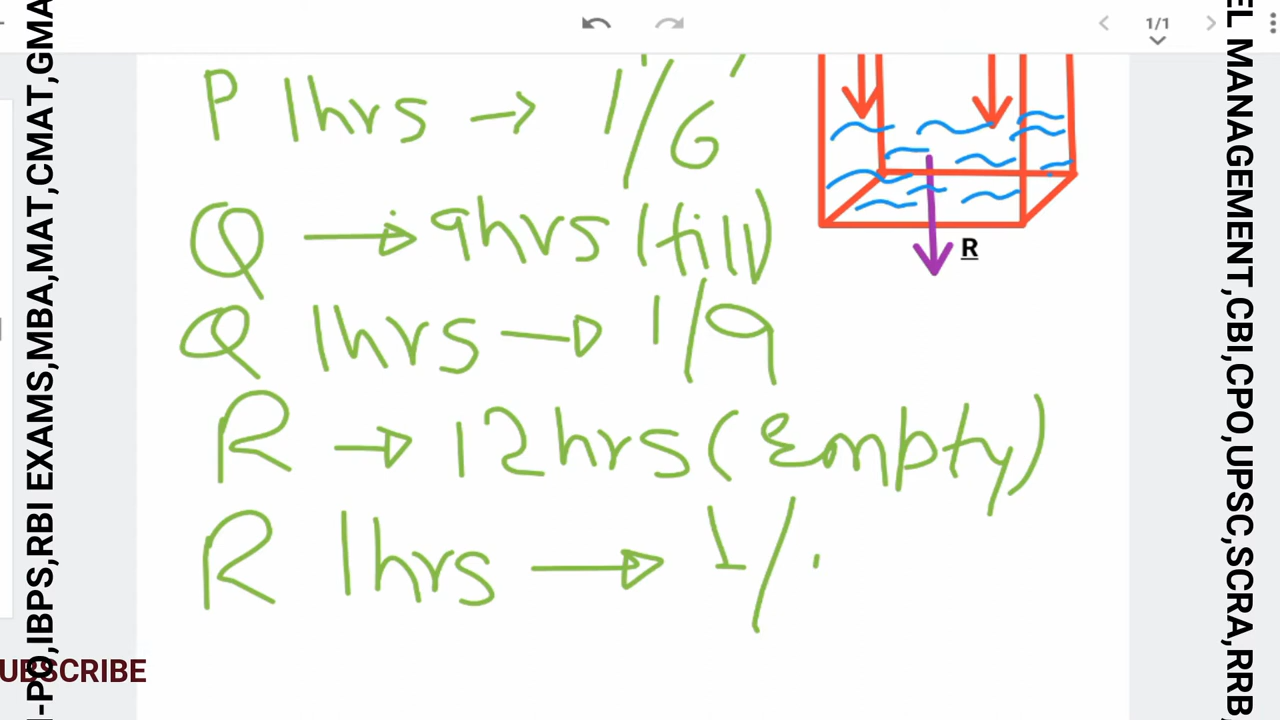 1/1
P 1hrs → 1/6
R
Q → 9hrs (fill)
Q 1hrs → 1/9
R → 12hrs (Empty)
R 1hrs → 1/
UBSCRIBE
-PO,IBPS,RBI EXAMS,MBA,MAT,CMAT,GMA
EL MANAGEMENT,CBI,CPO,UPSC,SCRA,RRB,